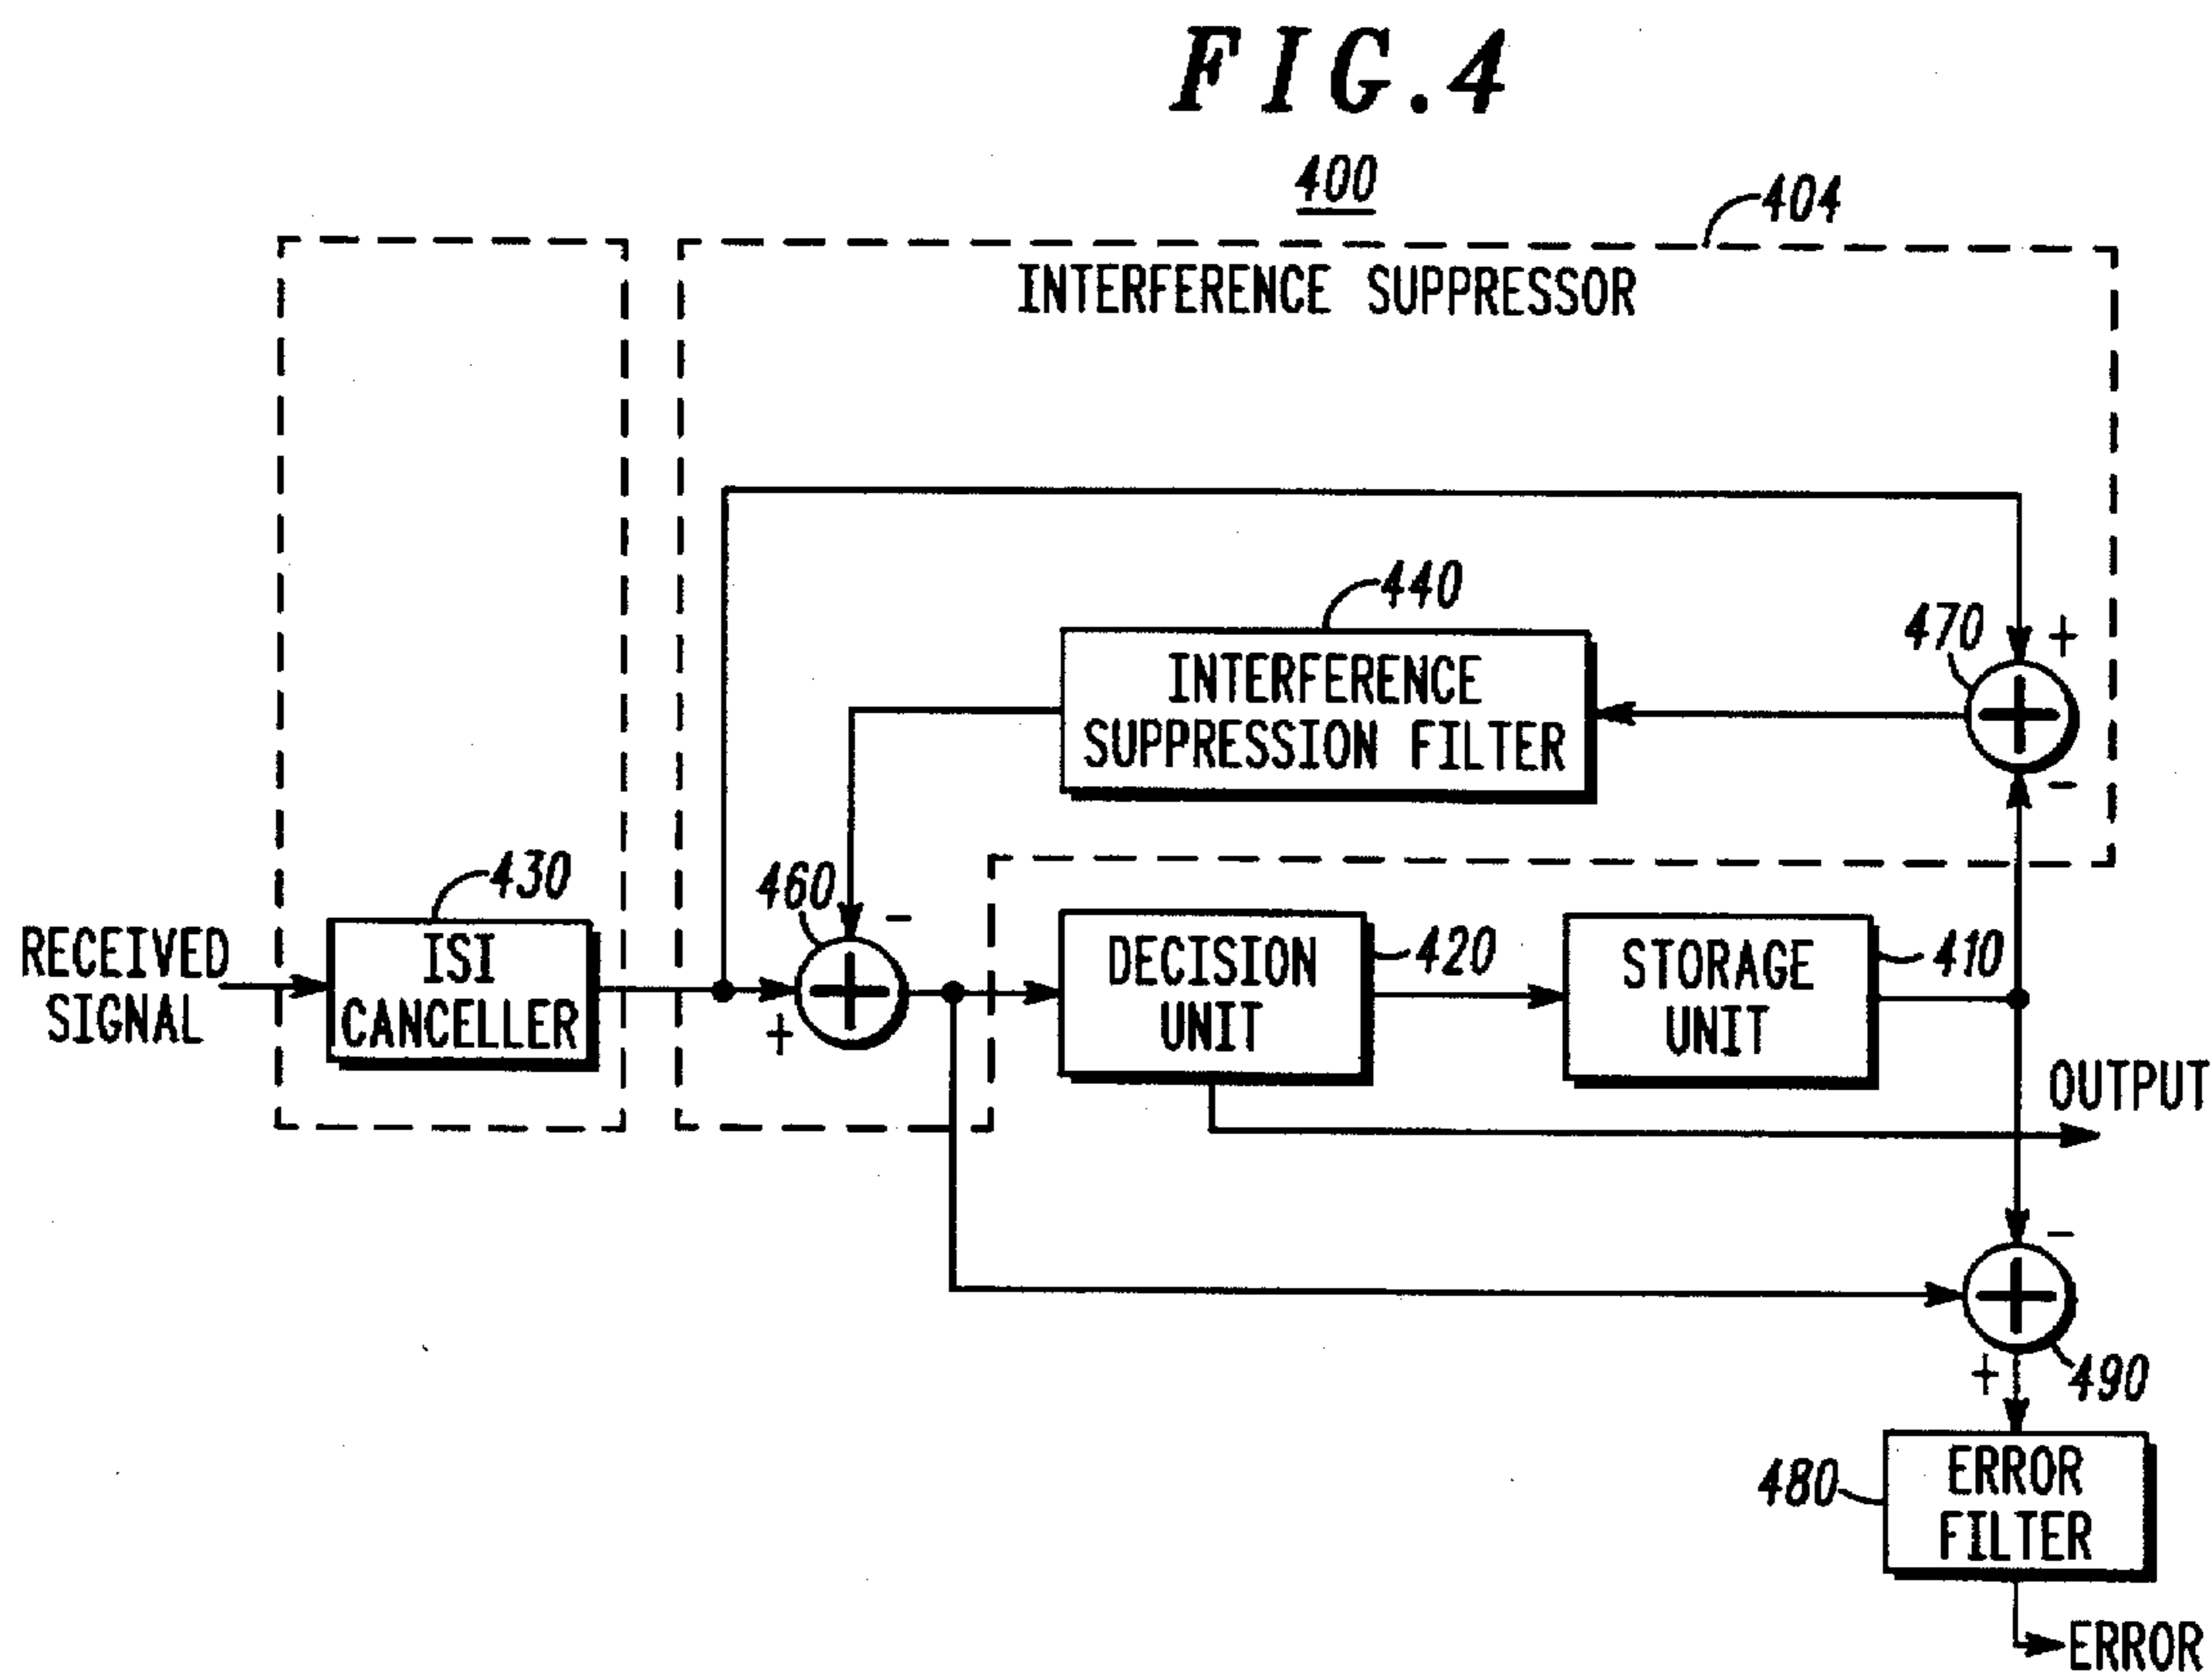 FIG.4
400
404
INTERFERENCE SUPPRESSOR
440
470
+
INTERFERENCE
SUPPRESSION FILTER
-
430
460
-
RECEIVED
SIGNAL
ISI
CANCELLER
+
DECISION
UNIT
420
STORAGE
UNIT
410
OUTPUT
-
+
490
480
ERROR
FILTER
ERROR